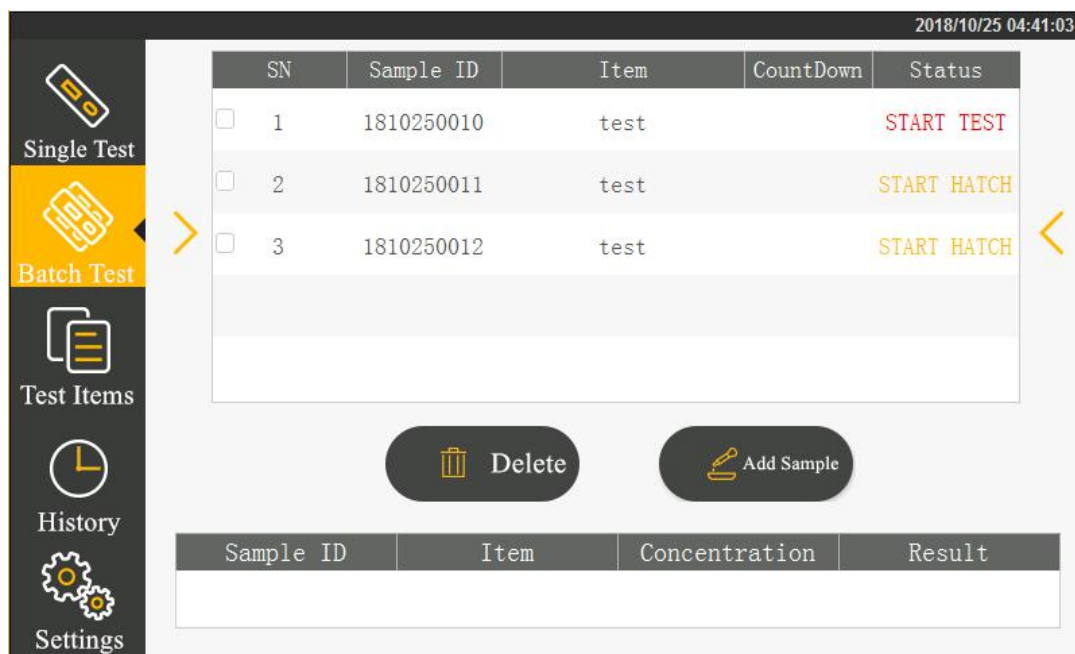 2018/10/25 04:41:03
Single Test
Batch Test
Test Items
History
Settings
SN Sample ID Item CountDown Status
1 1810250010 test START TEST
2 1810250011 test START HATCH
3 1810250012 test START HATCH
Delete Add Sample
Sample ID Item Concentration Result